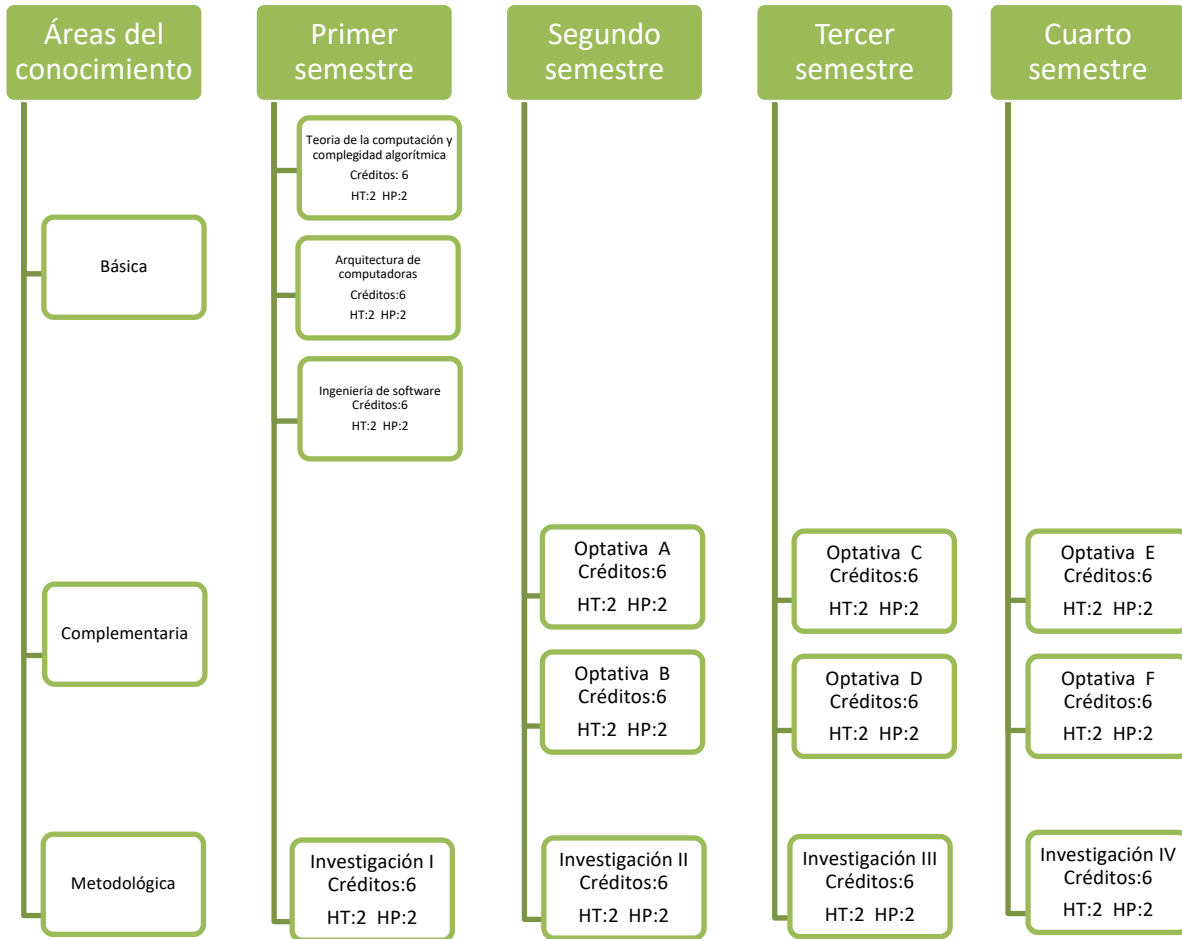 Áreas del
conocimiento
Básica
Complementaria
Metodológica
Primer
semestre
Teoria de la computación y
complegidad algorítmica
Créditos: 6
HT:2 HP:2
Arquitectura de
computadoras
Créditos:6
HT:2 HP:2
Ingeniería de software
Créditos:6
HT:2 HP:2
Investigación I
Créditos:6
HT:2 HP:2
Segundo
semestre
Optativa A
Créditos:6
HT:2 HP:2
Optativa B
Créditos:6
HT:2 HP:2
Investigación II
Créditos:6
HT:2 HP:2
Tercer
semestre
Optativa C
Créditos:6
HT:2 HP:2
Optativa D
Créditos:6
HT:2 HP:2
Investigación III
Créditos:6
HT:2 HP:2
Cuarto
semestre
Optativa E
Créditos:6
HT:2 HP:2
Optativa F
Créditos:6
HT:2 HP:2
Investigación IV
Créditos:6
HT:2 HP:2